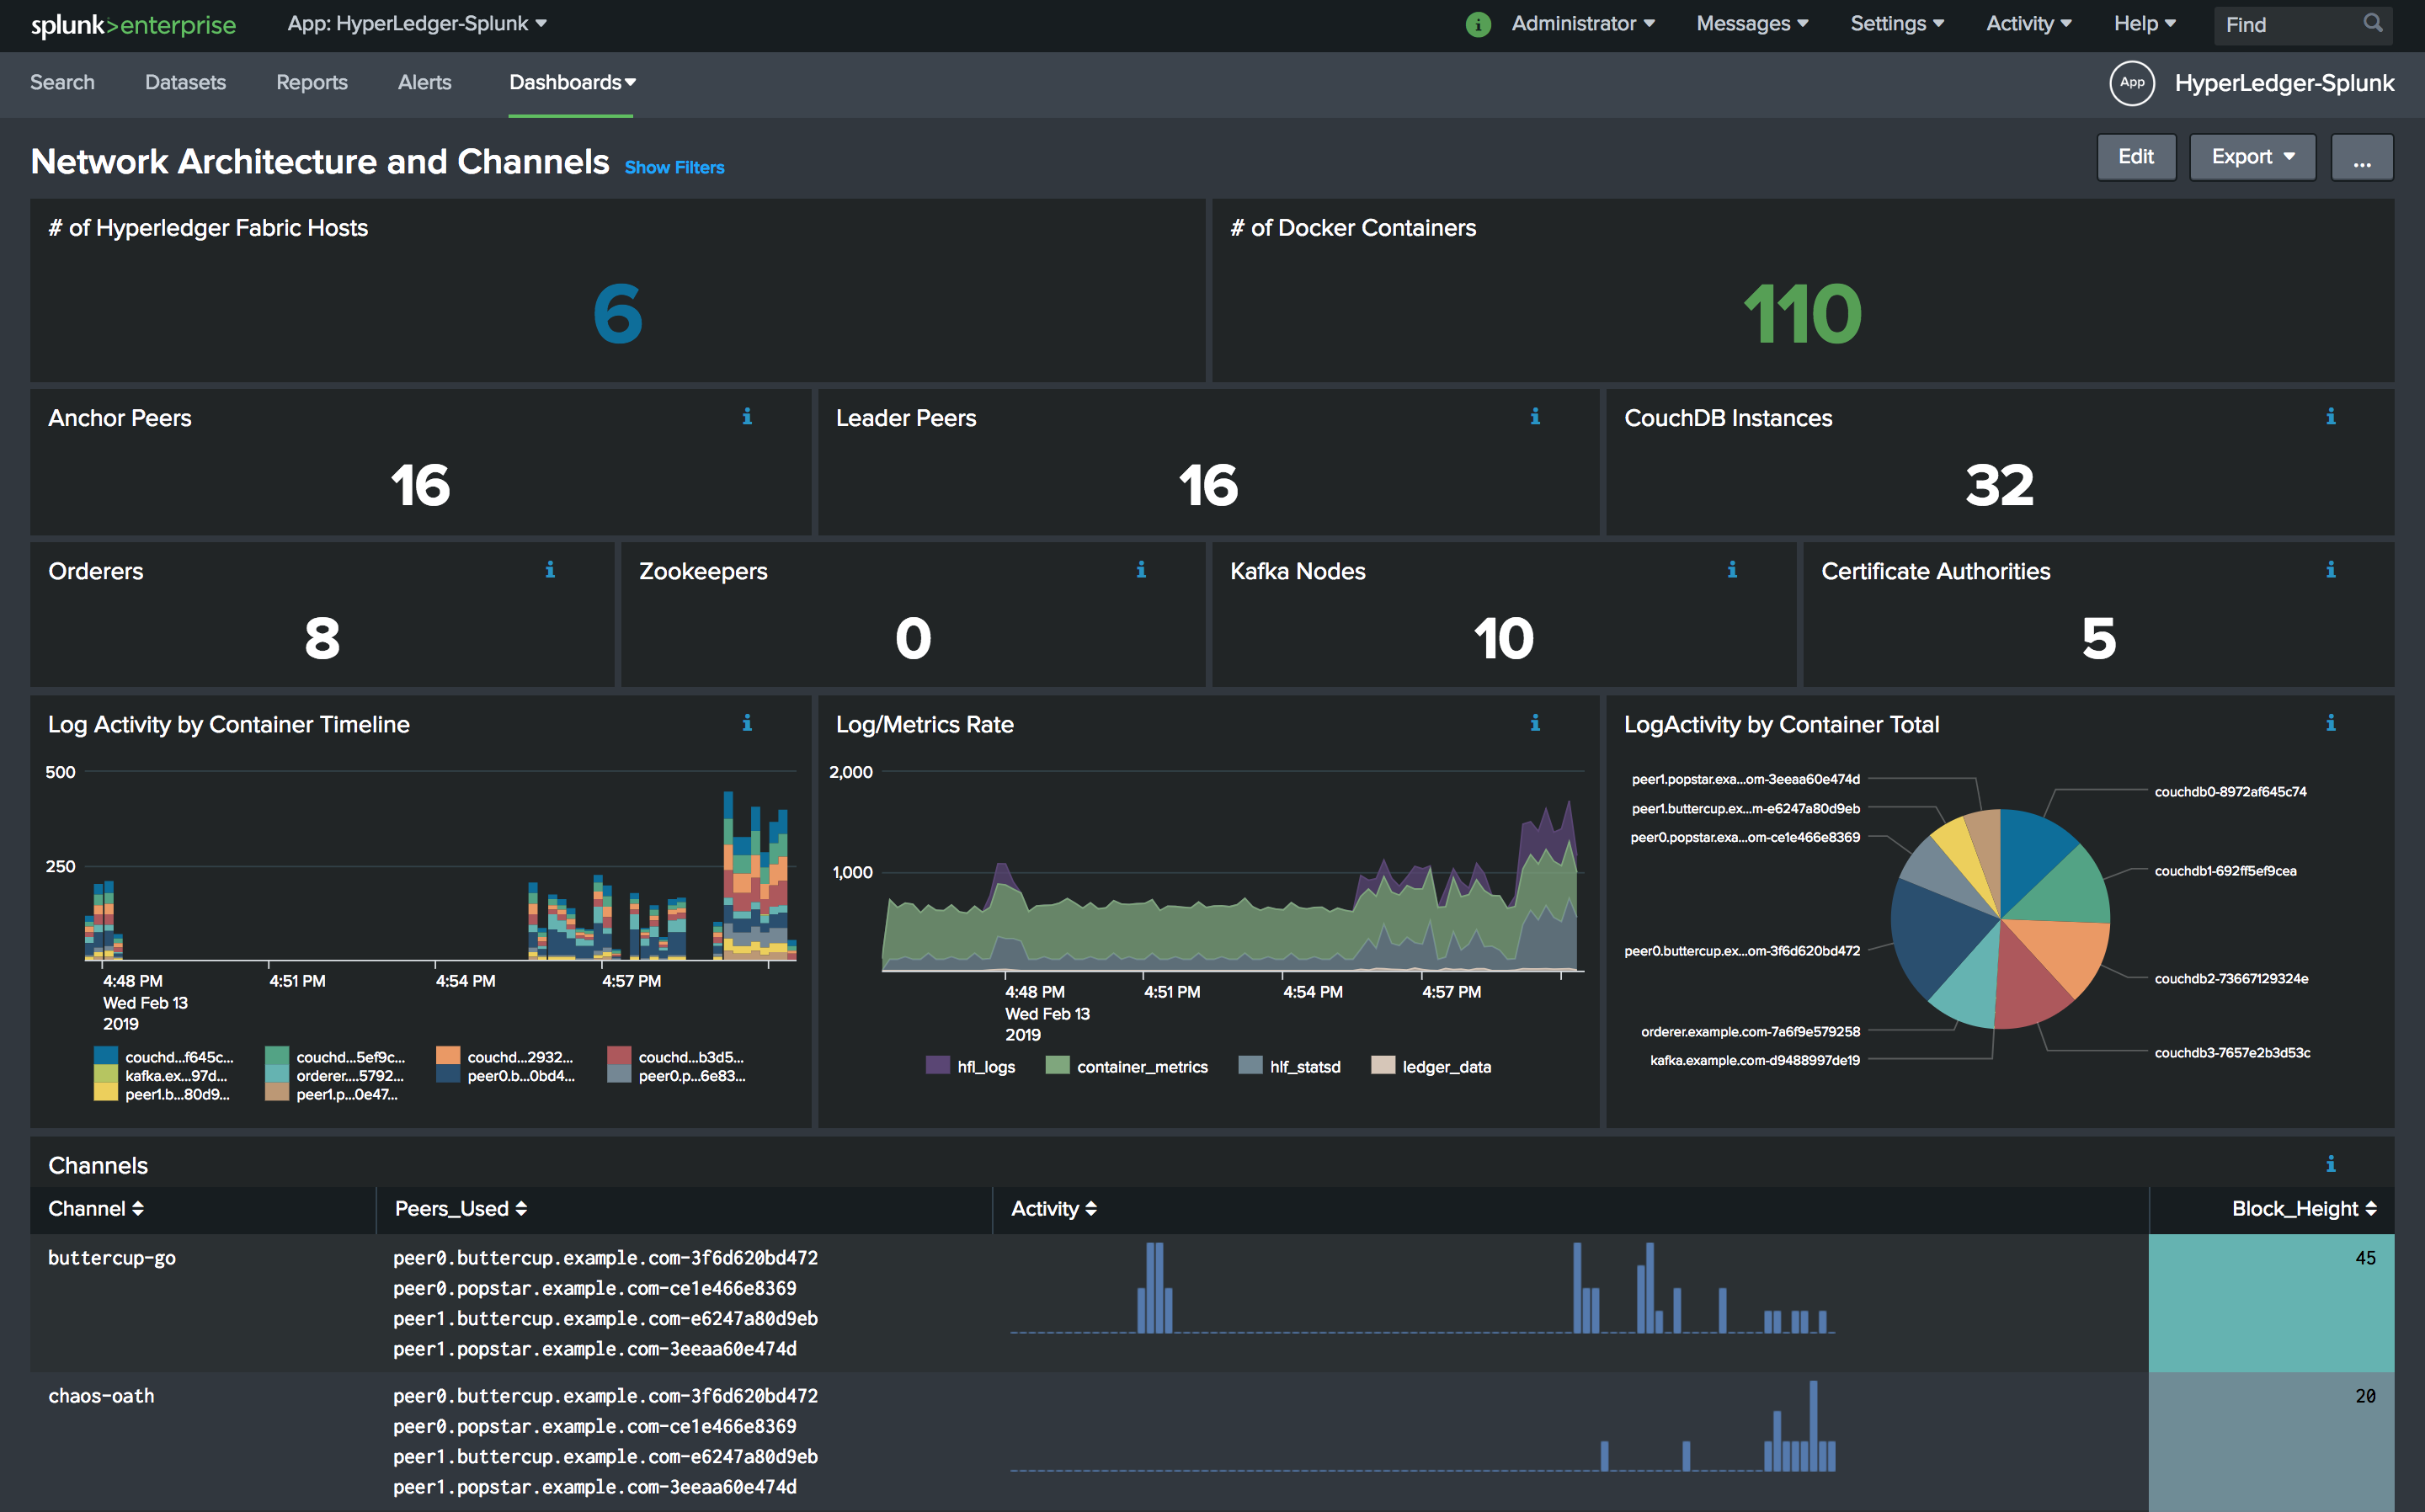 splunk>enterprise App: HyperLedger-Splunk
i Administrator Messages Settings Activity Help Find
Search Datasets Reports Alerts Dashboards
App HyperLedger-Splunk
Network Architecture and Channels Show Filters
Edit Export ...
# of Hyperledger Fabric Hosts
6
# of Docker Containers
110
Anchor Peers i
16
Leader Peers i
16
CouchDB Instances i
32
Orderers i
8
Zookeepers i
0
Kafka Nodes i
10
Certificate Authorities i
5
Log Activity by Container Timeline i
500
250
4:48 PM 4:51 PM 4:54 PM 4:57 PM
Wed Feb 13
2019
couchd...f645c... couchd...5ef9c... couchd...2932... couchd...b3d5...
kafka.ex...97d... orderer....5792... peer0.b...0bd4... peer0.p...6e83...
peer1.b...80d9... peer1.p...0e47...
Log/Metrics Rate i
2,000
1,000
4:48 PM 4:51 PM 4:54 PM 4:57 PM
Wed Feb 13
2019
hfl_logs container_metrics hlf_statsd ledger_data
LogActivity by Container Total i
peer1.popstar.exa...om-3eeaa60e474d
peer1.buttercup.ex...m-e6247a80d9eb
peer0.popstar.exa...om-ce1e466e8369
peer0.buttercup.ex...om-3f6d620bd472
orderer.example.com-7a6f9e579258
kafka.example.com-d9488997de19
couchdb0-8972af645c74
couchdb1-692ff5ef9cea
couchdb2-73667129324e
couchdb3-7657e2b3d53c
Channels i
Channel Peers_Used Activity Block_Height
buttercup-go peer0.buttercup.example.com-3f6d620bd472 45
peer0.popstar.example.com-ce1e466e8369
peer1.buttercup.example.com-e6247a80d9eb
peer1.popstar.example.com-3eeaa60e474d
chaos-oath peer0.buttercup.example.com-3f6d620bd472 20
peer0.popstar.example.com-ce1e466e8369
peer1.buttercup.example.com-e6247a80d9eb
peer1.popstar.example.com-3eeaa60e474d